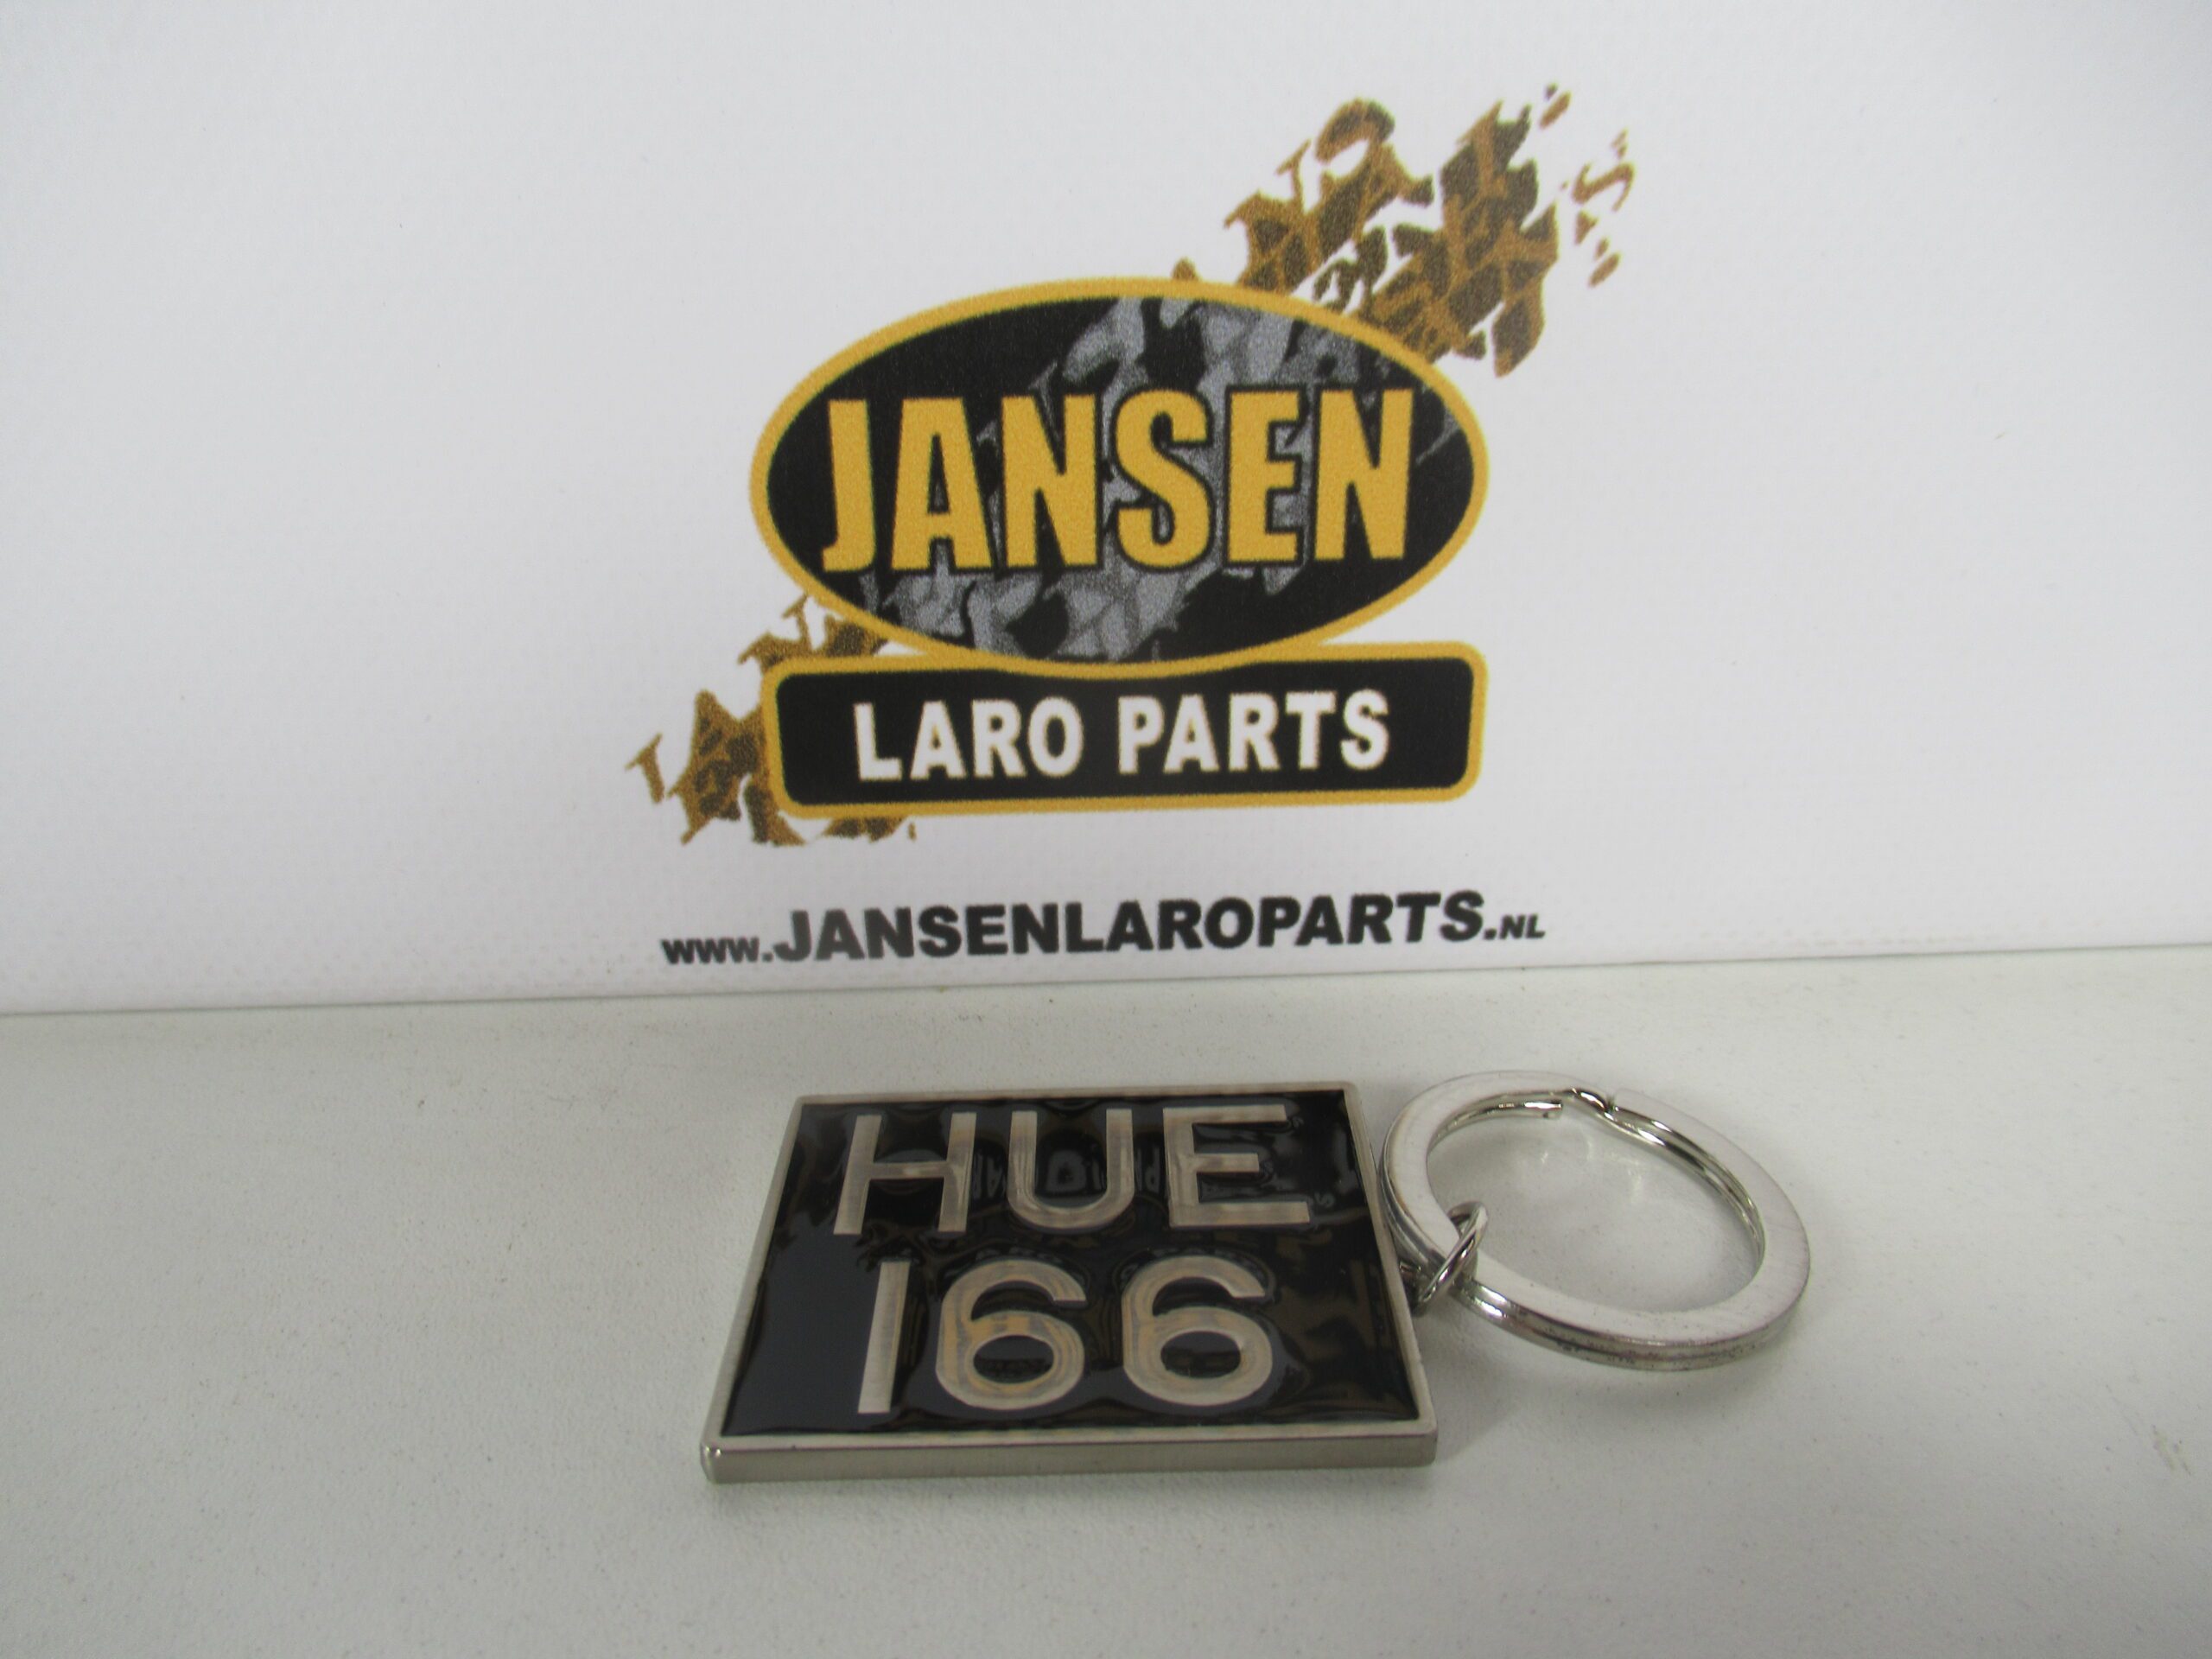 JANSEN
LARO PARTS
www.JANSENLAROPARTS.NL
HUE
166